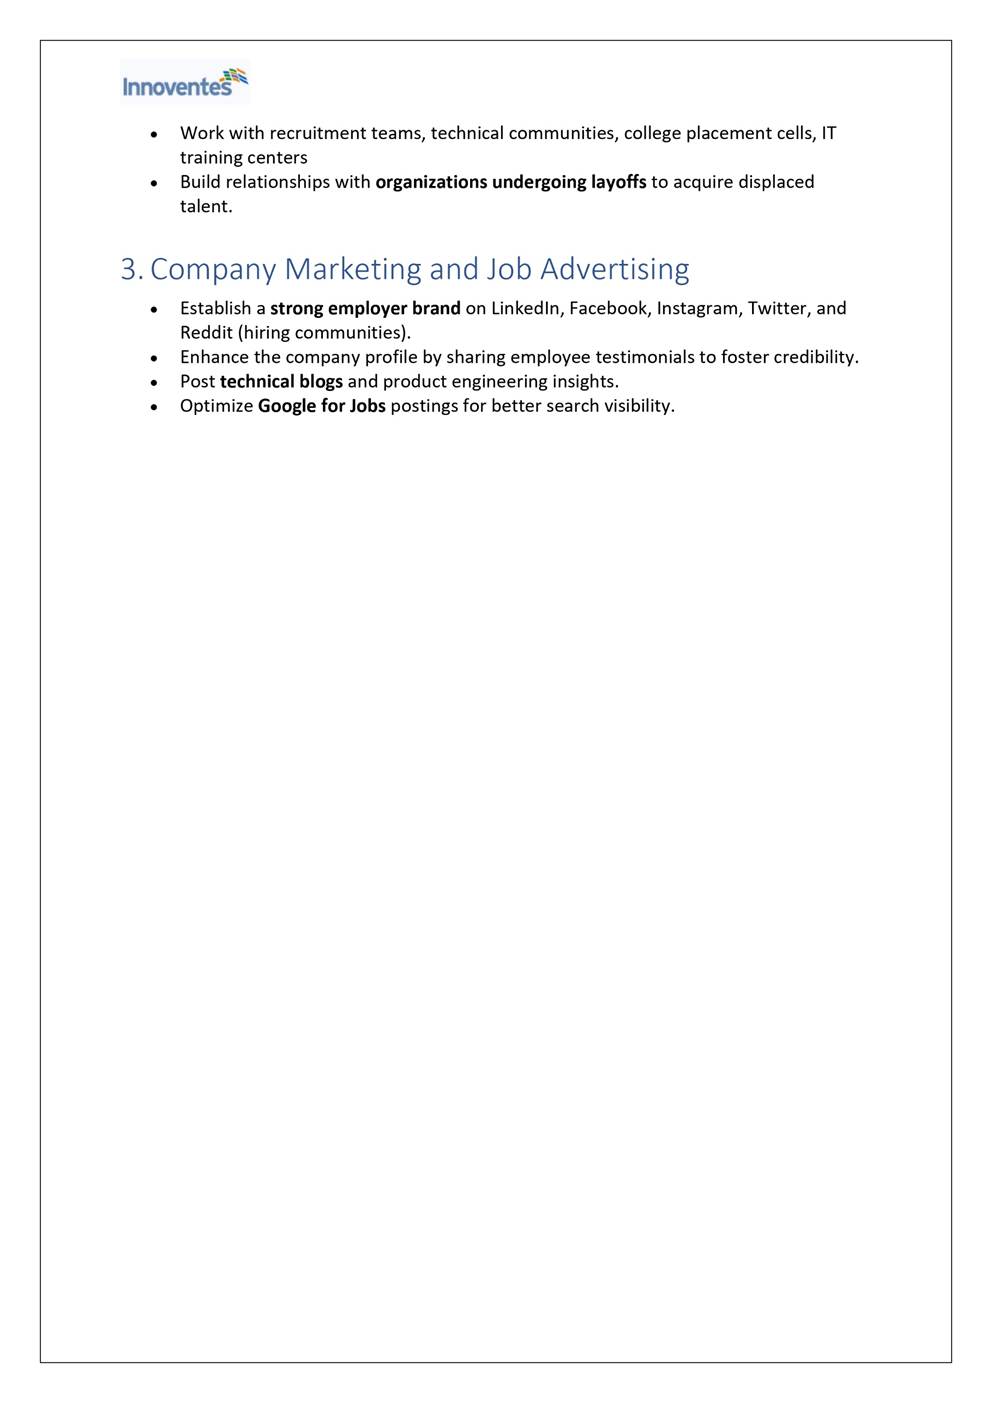 Innoventes
• Work with recruitment teams, technical communities, college placement cells, IT
training centers
• Build relationships with organizations undergoing layoffs to acquire displaced
talent.
3. Company Marketing and Job Advertising
• Establish a strong employer brand on LinkedIn, Facebook, Instagram, Twitter, and
Reddit (hiring communities).
• Enhance the company profile by sharing employee testimonials to foster credibility.
• Post technical blogs and product engineering insights.
• Optimize Google for Jobs postings for better search visibility.